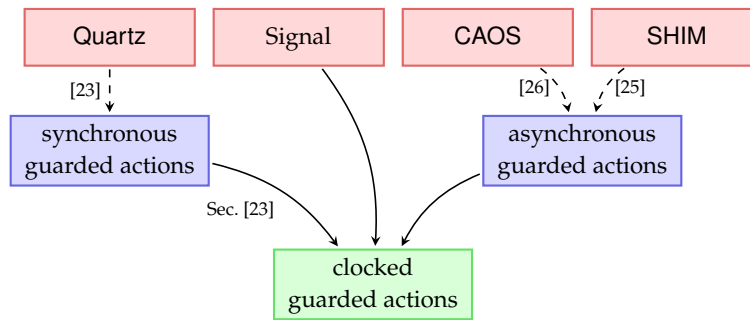 Quartz
Signal
CAOS
SHIM
[23]
[26]
[25]
synchronous
guarded actions
asynchronous
guarded actions
Sec. [23]
clocked
guarded actions